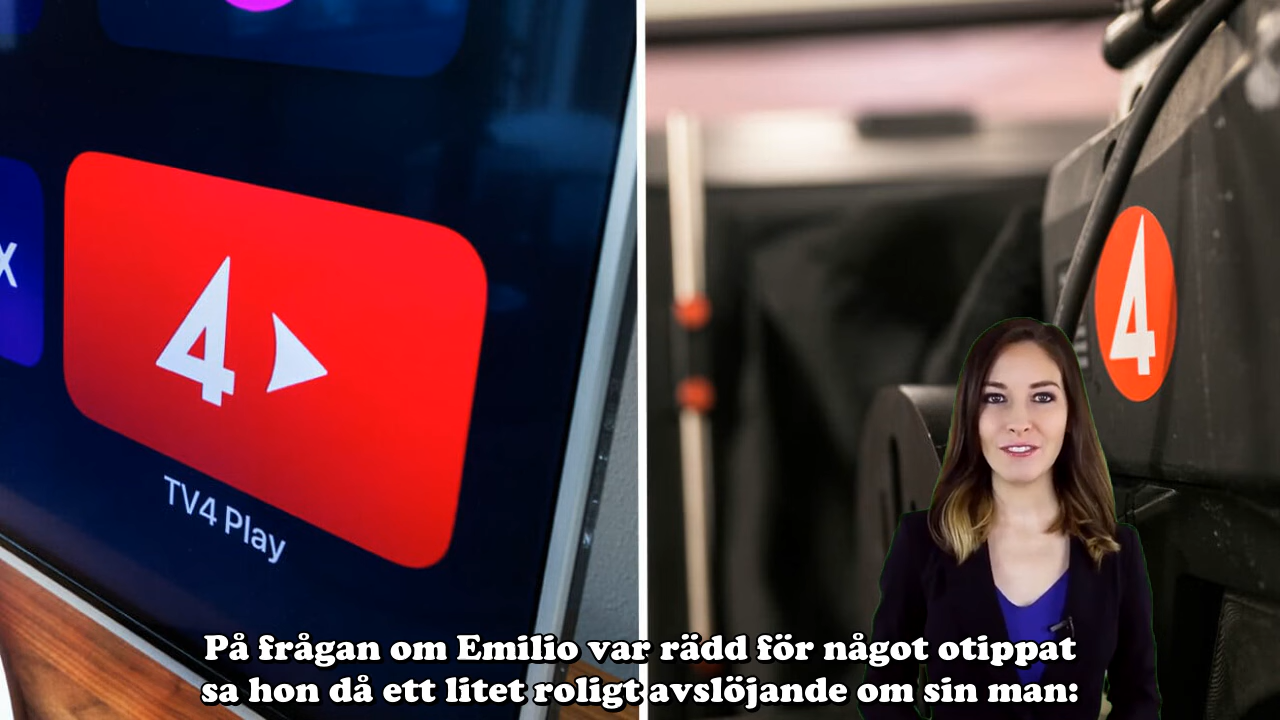 X
4
TV4 Play
4
På frågan om Emilio var rädd för något otippat
sa hon då ett litet roligt avslöjande om sin man: